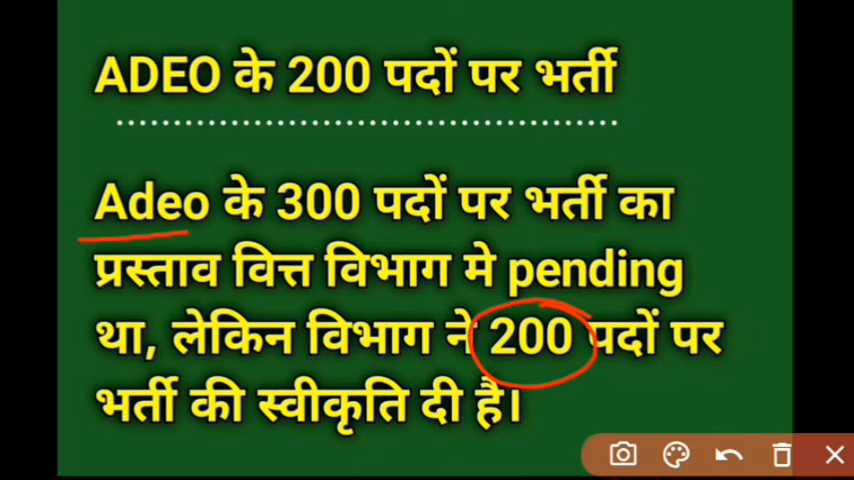 ADEO के 200 पदों पर भर्ती
Adeo के 300 पदों पर भर्ती का
प्रस्ताव वित्त विभाग मे pending
था, लेकिन विभाग ने 200 पदों पर
भर्ती की स्वीकृति दी है।